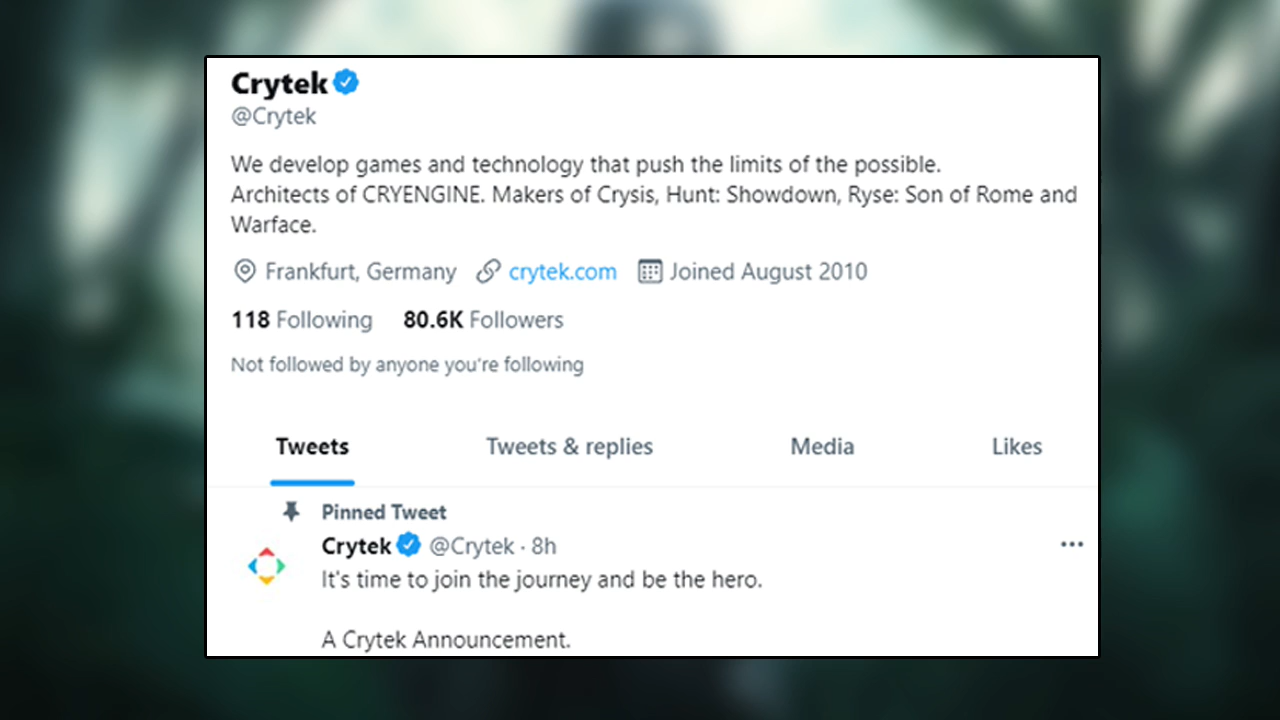 Crytek
@Crytek
We develop games and technology that push the limits of the possible.
Architects of CRYENGINE. Makers of Crysis, Hunt: Showdown, Ryse: Son of Rome and
Warface.
Frankfurt, Germany crytek.com Joined August 2010
118 Following 80.6K Followers
Not followed by anyone you're following
Tweets Tweets & replies Media Likes
Pinned Tweet
Crytek @Crytek · 8h
It's time to join the journey and be the hero.
A Crytek Announcement.